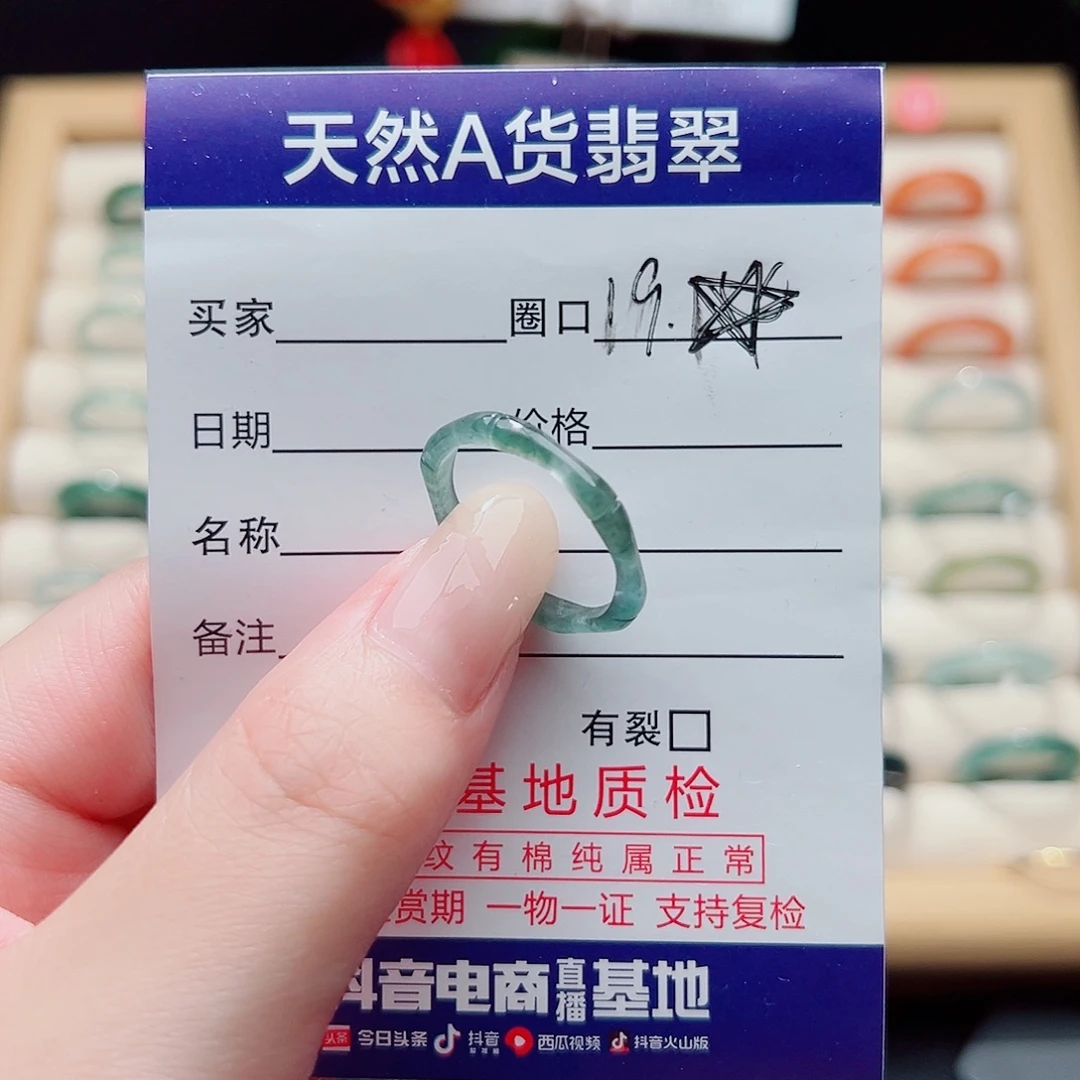 天然A货翡翠
买家 圈口 19.
日期 价格
名称
备注
有裂
基地质检
纹有棉纯属正常
赏期 一物一证 支持复检
抖音电商直播基地
头条 今日头条 抖音 西瓜视频 抖音火山版